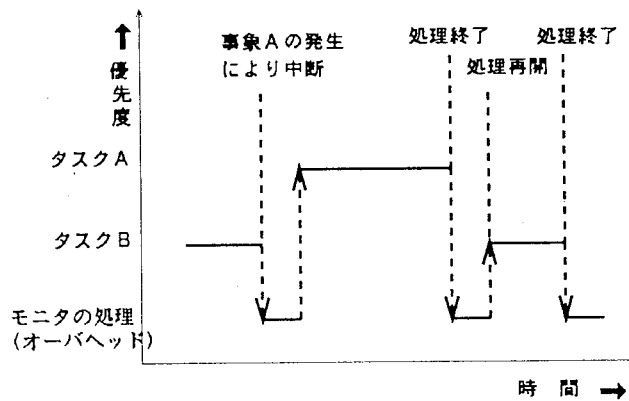 事象Aの発生
により中断
処理終了
処理終了
処理再開
↑
優先度
タスクA
タスクB
モニタの処理
(オーバヘッド)
時 間 →